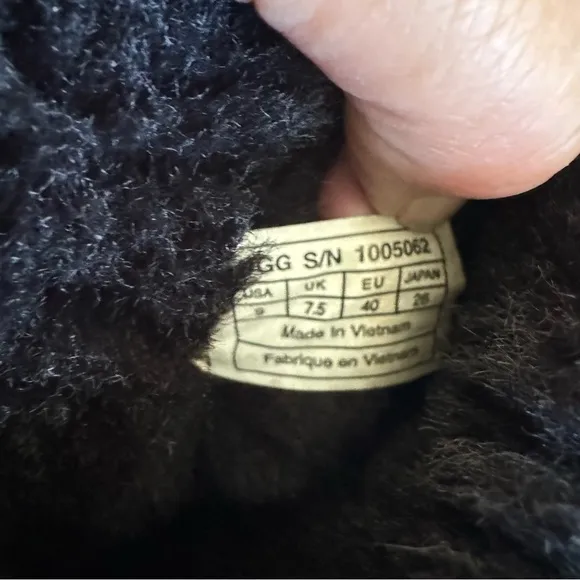 GG S/N 1005062
USA UK EU JAPAN
9 7.5 40 26
Made in Vietnam
Fabrique en Vietnam